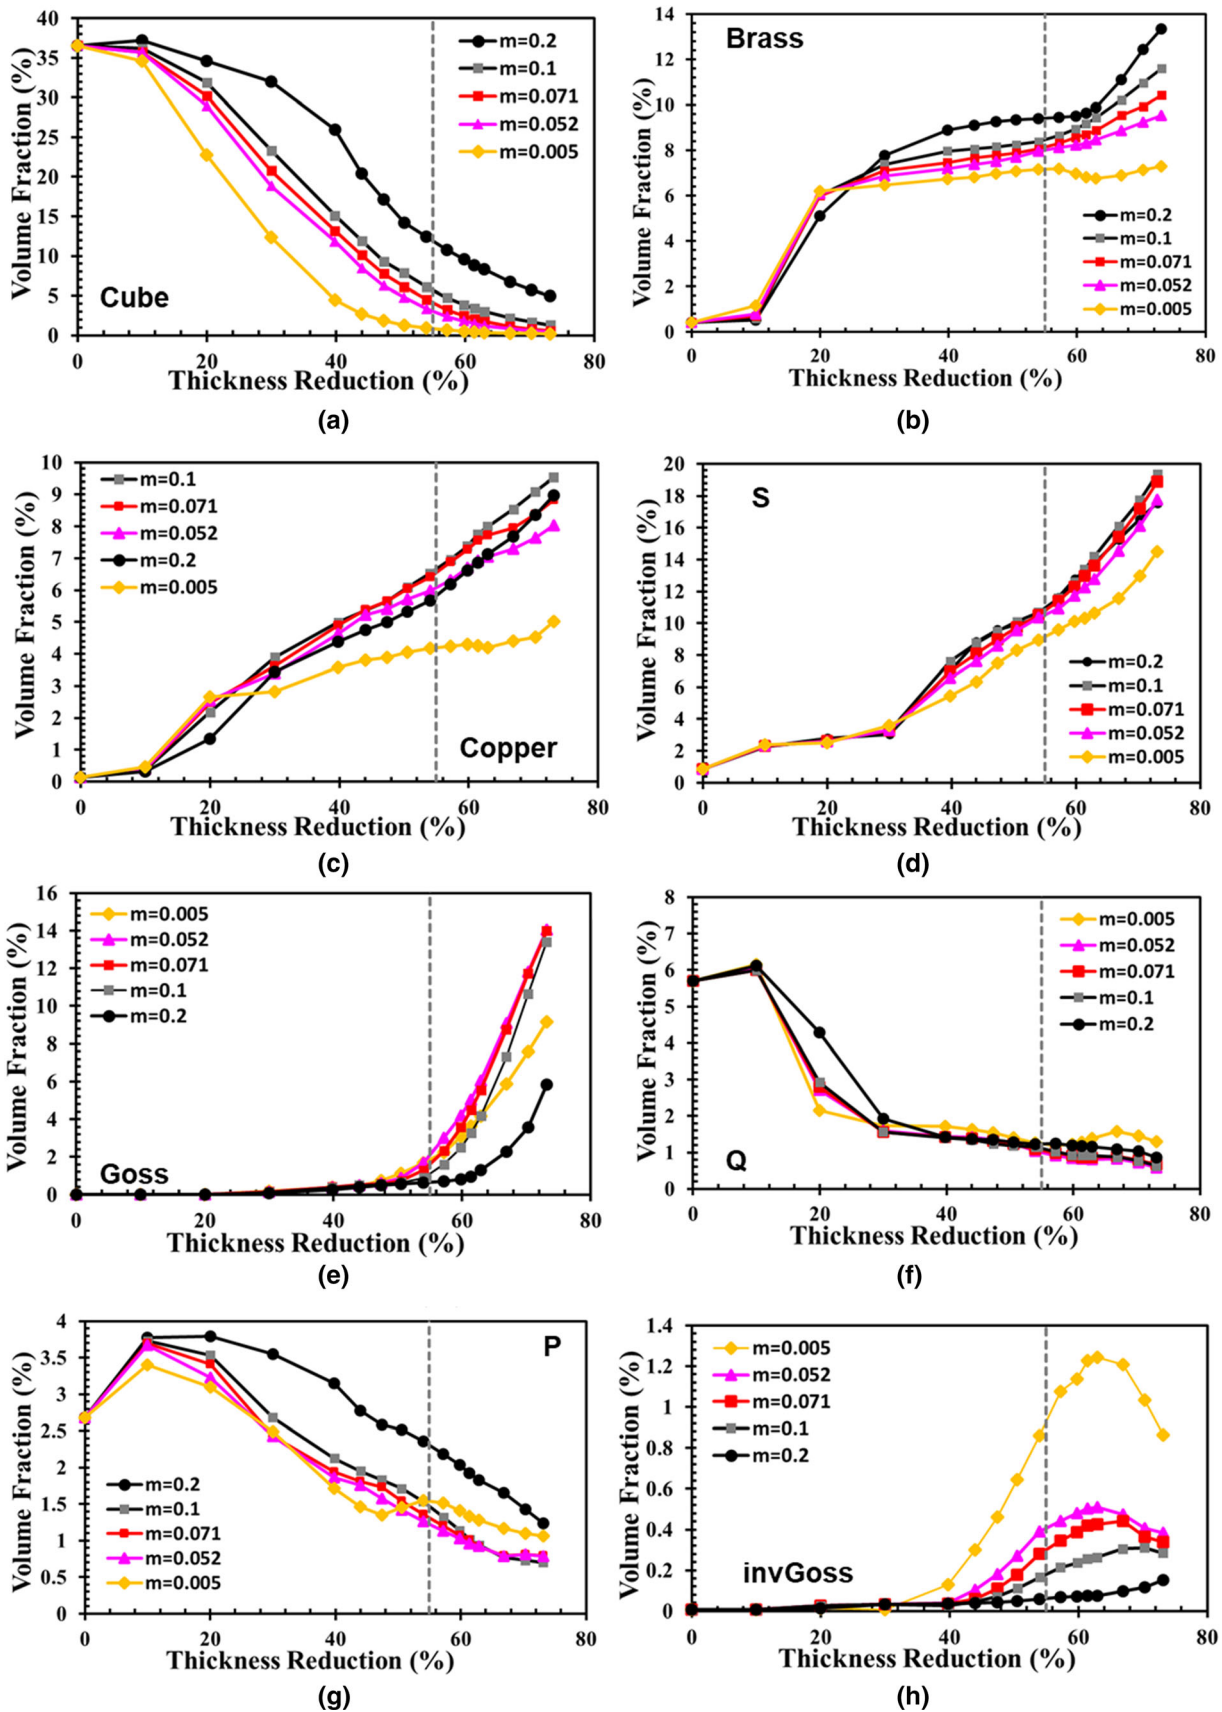 40
35
30
25
20
15
10
5
0
Volume Fraction (%)
m=0.2
m=0.1
m=0.071
m=0.052
m=0.005
Cube
0 20 40 60 80
Thickness Reduction (%)
(a)
14
12
10
8
6
4
2
0
Volume Fraction (%)
Brass
m=0.2
m=0.1
m=0.071
m=0.052
m=0.005
0 20 40 60 80
Thickness Reduction (%)
(b)
10
9
8
7
6
5
4
3
2
1
0
Volume Fraction (%)
m=0.1
m=0.071
m=0.052
m=0.2
m=0.005
Copper
0 20 40 60 80
Thickness Reduction (%)
(c)
20
18
16
14
12
10
8
6
4
2
0
Volume Fraction (%)
S
m=0.2
m=0.1
m=0.071
m=0.052
m=0.005
0 20 40 60 80
Thickness Reduction (%)
(d)
16
14
12
10
8
6
4
2
0
Volume Fraction (%)
m=0.005
m=0.052
m=0.071
m=0.1
m=0.2
Goss
0 20 40 60 80
Thickness Reduction (%)
(e)
8
7
6
5
4
3
2
1
0
Volume Fraction (%)
m=0.005
m=0.052
m=0.071
m=0.1
m=0.2
Q
0 20 40 60 80
Thickness Reduction (%)
(f)
4
3.5
3
2.5
2
1.5
1
0.5
0
Volume Fraction (%)
P
m=0.2
m=0.1
m=0.071
m=0.052
m=0.005
0 20 40 60 80
Thickness Reduction (%)
(g)
1.4
1.2
1
0.8
0.6
0.4
0.2
0
Volume Fraction (%)
m=0.005
m=0.052
m=0.071
m=0.1
m=0.2
invGoss
0 20 40 60 80
Thickness Reduction (%)
(h)